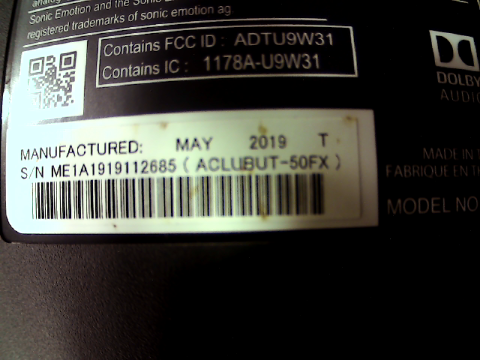 Sonic Emotion and the Sonic
registered trademarks of sonic emotion ag
Contains FCC ID : ADTU9W31
Contains IC : 1178A-U9W31
DOLBY
AUDIO
MANUFACTURED: MAY 2019 T
S/N ME1A1919112685 ( ACLUBUT-50FX )
MADE IN
FABRIQUE EN
MODEL NO